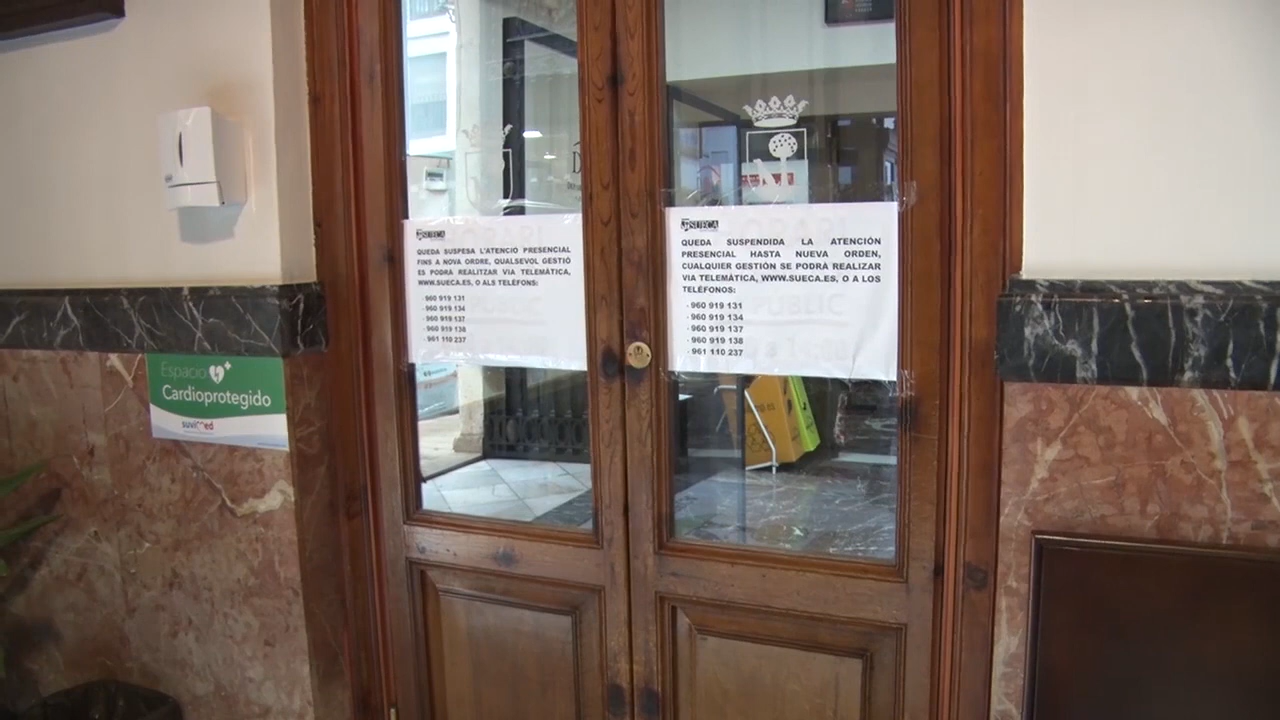 SUECA
QUEDA SUSPESA L'ATENCIÓ PRESENCIAL
FINS A NOVA ORDRE, QUALSEVOL GESTIÓ
ES PODRÀ REALITZAR VIA TELEMÀTICA,
WWW.SUECA.ES, O ALS TELÈFONS:
- 960 919 131
- 960 919 134
- 960 919 137
- 960 919 138
- 961 110 237
SUECA
QUEDA SUSPENDIDA LA ATENCIÓN
PRESENCIAL HASTA NUEVA ORDEN,
CUALQUIER GESTIÓN SE PODRÁ REALIZAR
VIA TELEMÁTICA, WWW.SUECA.ES, O A LOS
TELÉFONOS:
- 960 919 131
- 960 919 134
- 960 919 137
- 960 919 138
- 961 110 237
Espacio
Cardioprotegido
suvimed